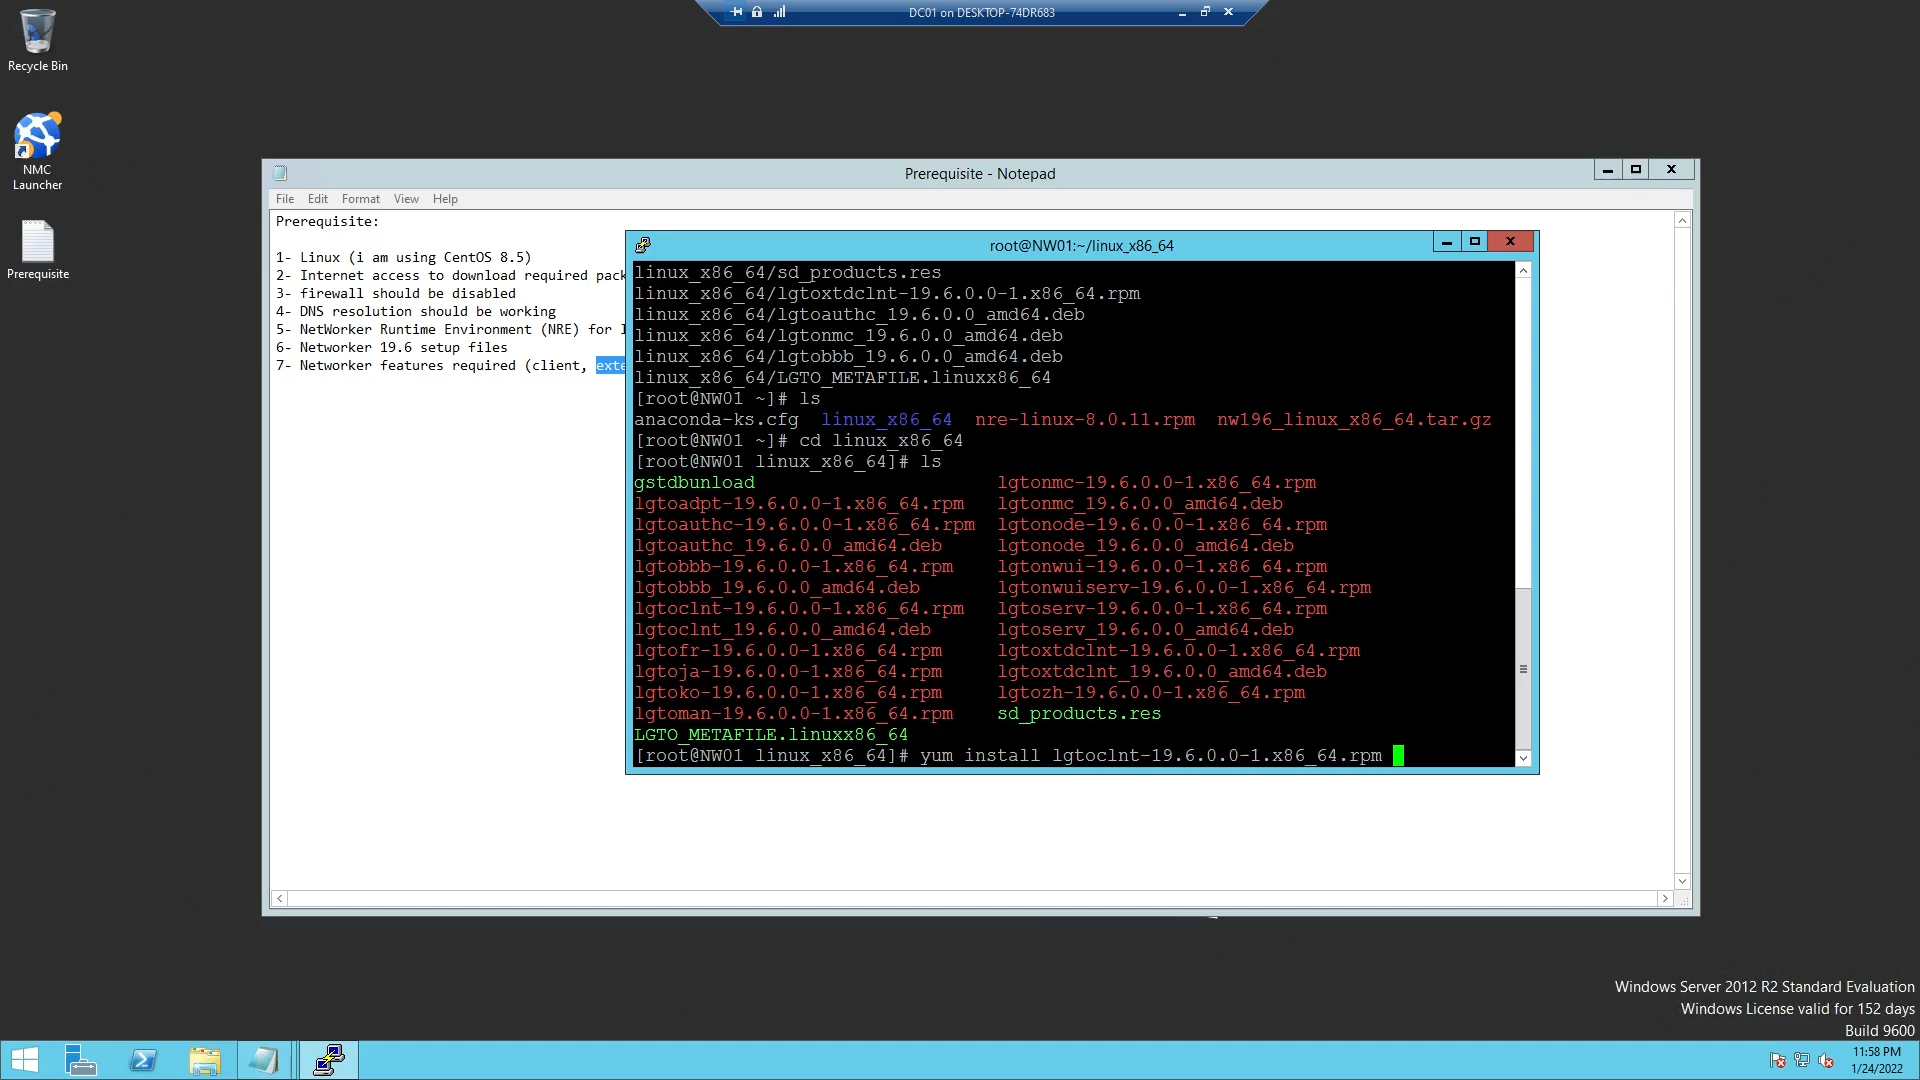 DC01 on DESKTOP-74DR683
Recycle Bin
NMC
Launcher
Prerequisite
Prerequisite - Notepad
File Edit Format View Help
Prerequisite:
1- Linux (i am using CentOS 8.5)
2- Internet access to download required pack
3- firewall should be disabled
4- DNS resolution should be working
5- NetWorker Runtime Environment (NRE) for l
6- Networker 19.6 setup files
7- Networker features required (client, exte
root@NW01:~/linux_x86_64
linux_x86_64/sd_products.res
linux_x86_64/lgtoxtdclnt-19.6.0.0-1.x86_64.rpm
linux_x86_64/lgtoauthc_19.6.0.0_amd64.deb
linux_x86_64/lgtonmc_19.6.0.0_amd64.deb
linux_x86_64/lgtobbb_19.6.0.0_amd64.deb
linux_x86_64/LGTO_METAFILE.linuxx86_64
[root@NW01 ~]# ls
anaconda-ks.cfg linux_x86_64 nre-linux-8.0.11.rpm nw196_linux_x86_64.tar.gz
[root@NW01 ~]# cd linux_x86_64
[root@NW01 linux_x86_64]# ls
gstdbunload lgtonmc-19.6.0.0-1.x86_64.rpm
lgtoadpt-19.6.0.0-1.x86_64.rpm lgtonmc_19.6.0.0_amd64.deb
lgtoauthc-19.6.0.0-1.x86_64.rpm lgtonode-19.6.0.0-1.x86_64.rpm
lgtoauthc_19.6.0.0_amd64.deb lgtonode_19.6.0.0_amd64.deb
lgtobbb-19.6.0.0-1.x86_64.rpm lgtonwui-19.6.0.0-1.x86_64.rpm
lgtobbb_19.6.0.0_amd64.deb lgtonwuiserv-19.6.0.0-1.x86_64.rpm
lgtoclnt-19.6.0.0-1.x86_64.rpm lgtoserv-19.6.0.0-1.x86_64.rpm
lgtoclnt_19.6.0.0_amd64.deb lgtoserv_19.6.0.0_amd64.deb
lgtofr-19.6.0.0-1.x86_64.rpm lgtoxtdclnt-19.6.0.0-1.x86_64.rpm
lgtoja-19.6.0.0-1.x86_64.rpm lgtoxtdclnt_19.6.0.0_amd64.deb
lgtoko-19.6.0.0-1.x86_64.rpm lgtozh-19.6.0.0-1.x86_64.rpm
lgtoman-19.6.0.0-1.x86_64.rpm sd_products.res
LGTO_METAFILE.linuxx86_64
[root@NW01 linux_x86_64]# yum install lgtoclnt-19.6.0.0-1.x86_64.rpm
Windows Server 2012 R2 Standard Evaluation
Windows License valid for 152 days
Build 9600
11:58 PM
1/24/2022